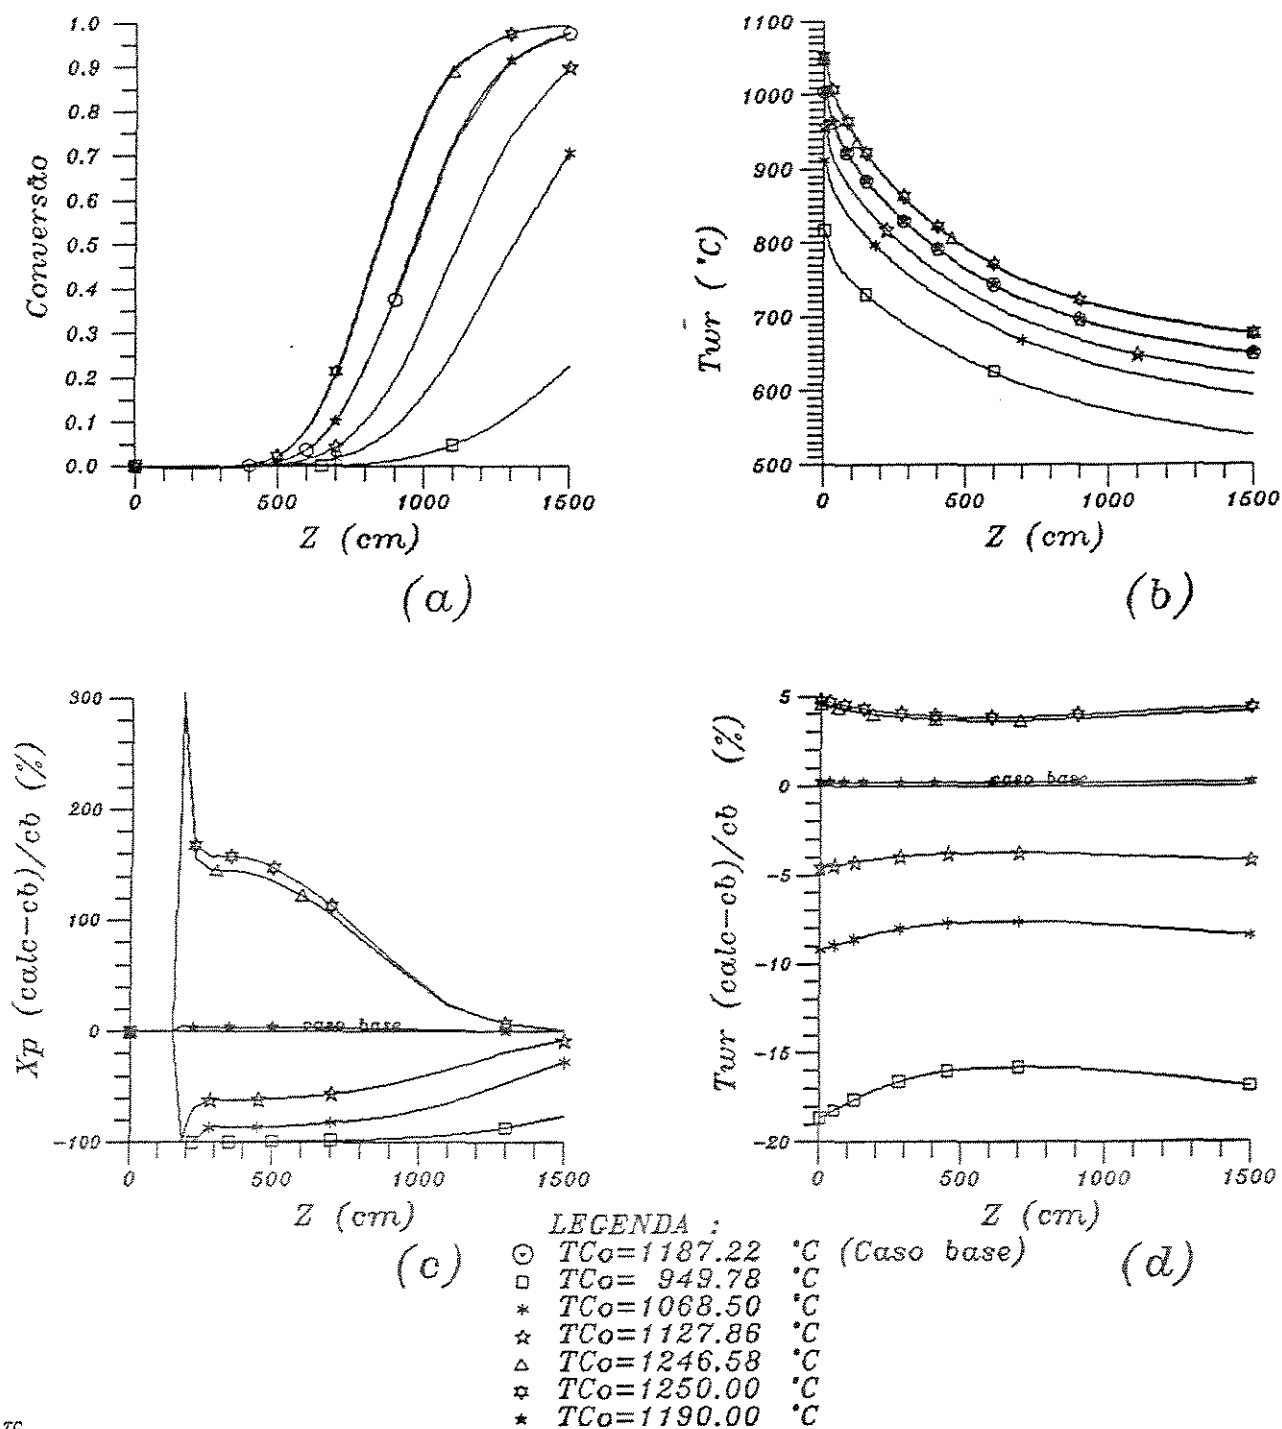 1.0
0.9
0.8
0.7
0.6
0.5
0.4
0.3
0.2
0.1
0.0
Conversão
0 500 1000 1500
Z (cm)
(a)
1100
1000
900
800
700
600
500
Twr (°C)
0 500 1000 1500
Z (cm)
(b)
300
200
100
0
-100
Xp (calc-cb)/cb (%)
caso base
0 500 1000 1500
Z (cm)
(c)
5
0
-5
-10
-15
-20
Twr (calc-cb)/cb (%)
caso base
0 500 1000 1500
Z (cm)
(d)
LEGENDA :
TCo=1187.22 °C (Caso base)
TCo= 949.78 °C
TCo=1068.50 °C
TCo=1127.86 °C
TCo=1246.58 °C
TCo=1250.00 °C
TCo=1190.00 °C